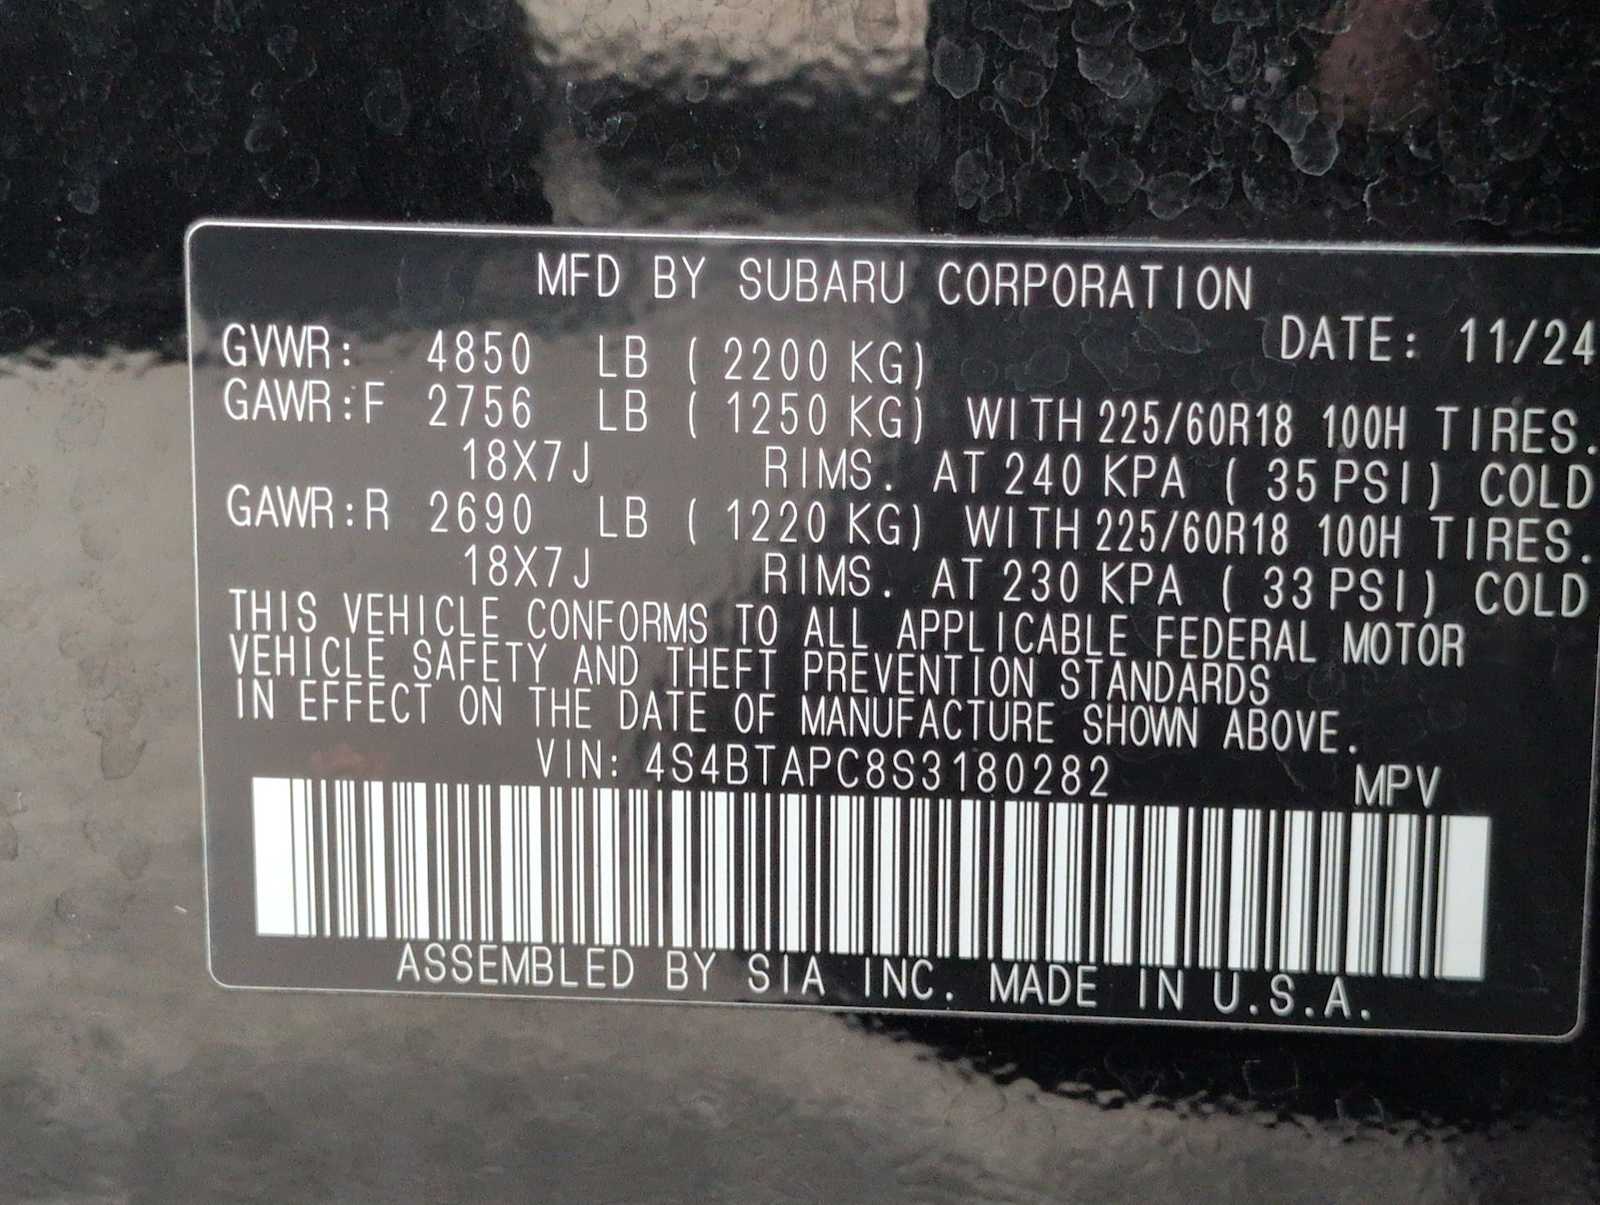 MFD BY SUBARU CORPORATION
DATE: 11/24
GVWR: 4850 LB ( 2200 KG)
GAWR:F 2756 LB ( 1250 KG) WITH 225/60R18 100H TIRES.
18X7J RIMS. AT 240 KPA ( 35 PSI) COLD
GAWR:R 2690 LB ( 1220 KG) WITH 225/60R18 100H TIRES.
18X7J RIMS. AT 230 KPA ( 33 PSI) COLD
THIS VEHICLE CONFORMS TO ALL APPLICABLE FEDERAL MOTOR
VEHICLE SAFETY AND THEFT PREVENTION STANDARDS
IN EFFECT ON THE DATE OF MANUFACTURE SHOWN ABOVE.
VIN: 4S4BTAPC8S3180282 MPV
ASSEMBLED BY SIA INC. MADE IN U.S.A.